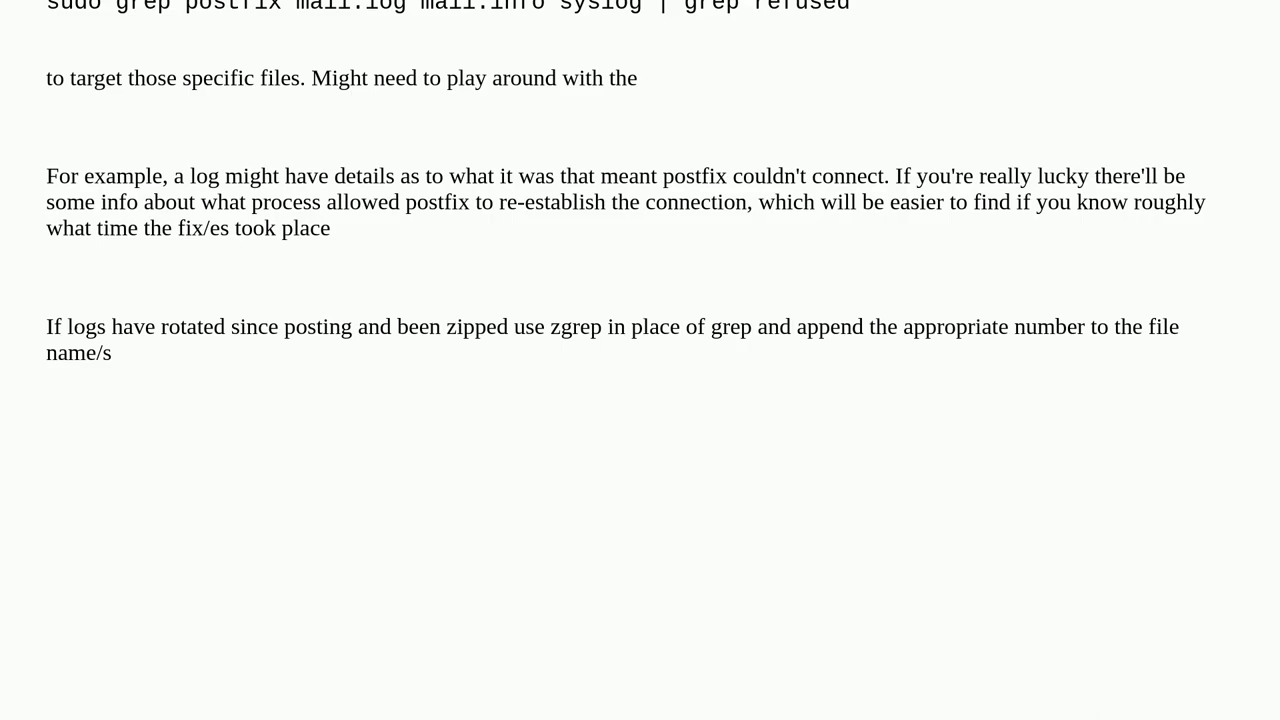 sudo grep postfix mail.log mail.info syslog | grep refused
to target those specific files. Might need to play around with the
For example, a log might have details as to what it was that meant postfix couldn't connect. If you're really lucky there'll be
some info about what process allowed postfix to re-establish the connection, which will be easier to find if you know roughly
what time the fix/es took place
If logs have rotated since posting and been zipped use zgrep in place of grep and append the appropriate number to the file
name/s